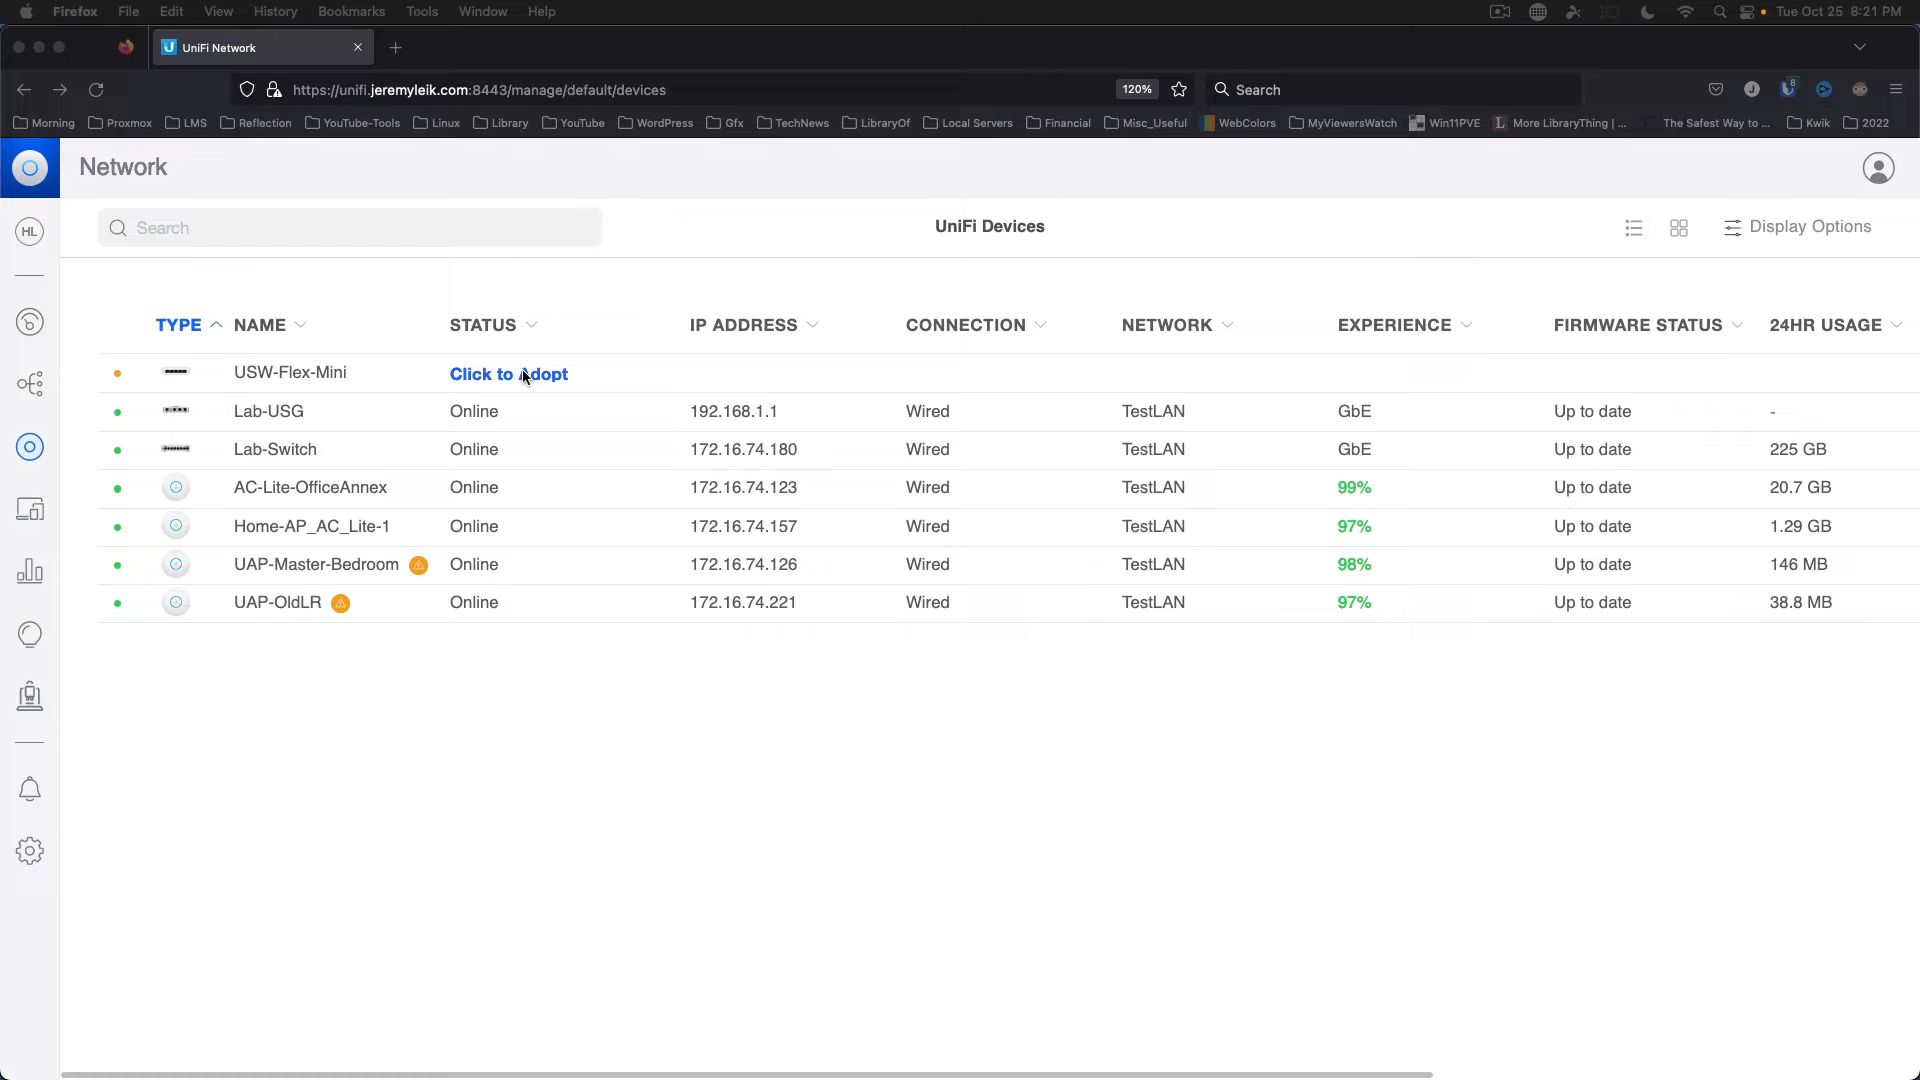 Firefox File Edit View History Bookmarks Tools Window Help Tue Oct 25 8:21 PM
UniFi Network
https://unifi.jeremyleik.com:8443/manage/default/devices 120% Search J 8
Morning Proxmox LMS Reflection YouTube-Tools Linux Library YouTube WordPress Gfx TechNews LibraryOf Local Servers Financial Misc_Useful WebColors MyViewersWatch Win11PVE L More LibraryThing | ... The Safest Way to ... Kwik 2022
Network
HL
Search
UniFi Devices
Display Options
TYPE NAME STATUS IP ADDRESS CONNECTION NETWORK EXPERIENCE FIRMWARE STATUS 24HR USAGE
USW-Flex-Mini Click to Adopt
Lab-USG Online 192.168.1.1 Wired TestLAN GbE Up to date -
Lab-Switch Online 172.16.74.180 Wired TestLAN GbE Up to date 225 GB
AC-Lite-OfficeAnnex Online 172.16.74.123 Wired TestLAN 99% Up to date 20.7 GB
Home-AP_AC_Lite-1 Online 172.16.74.157 Wired TestLAN 97% Up to date 1.29 GB
UAP-Master-Bedroom Online 172.16.74.126 Wired TestLAN 98% Up to date 146 MB
UAP-OldLR Online 172.16.74.221 Wired TestLAN 97% Up to date 38.8 MB